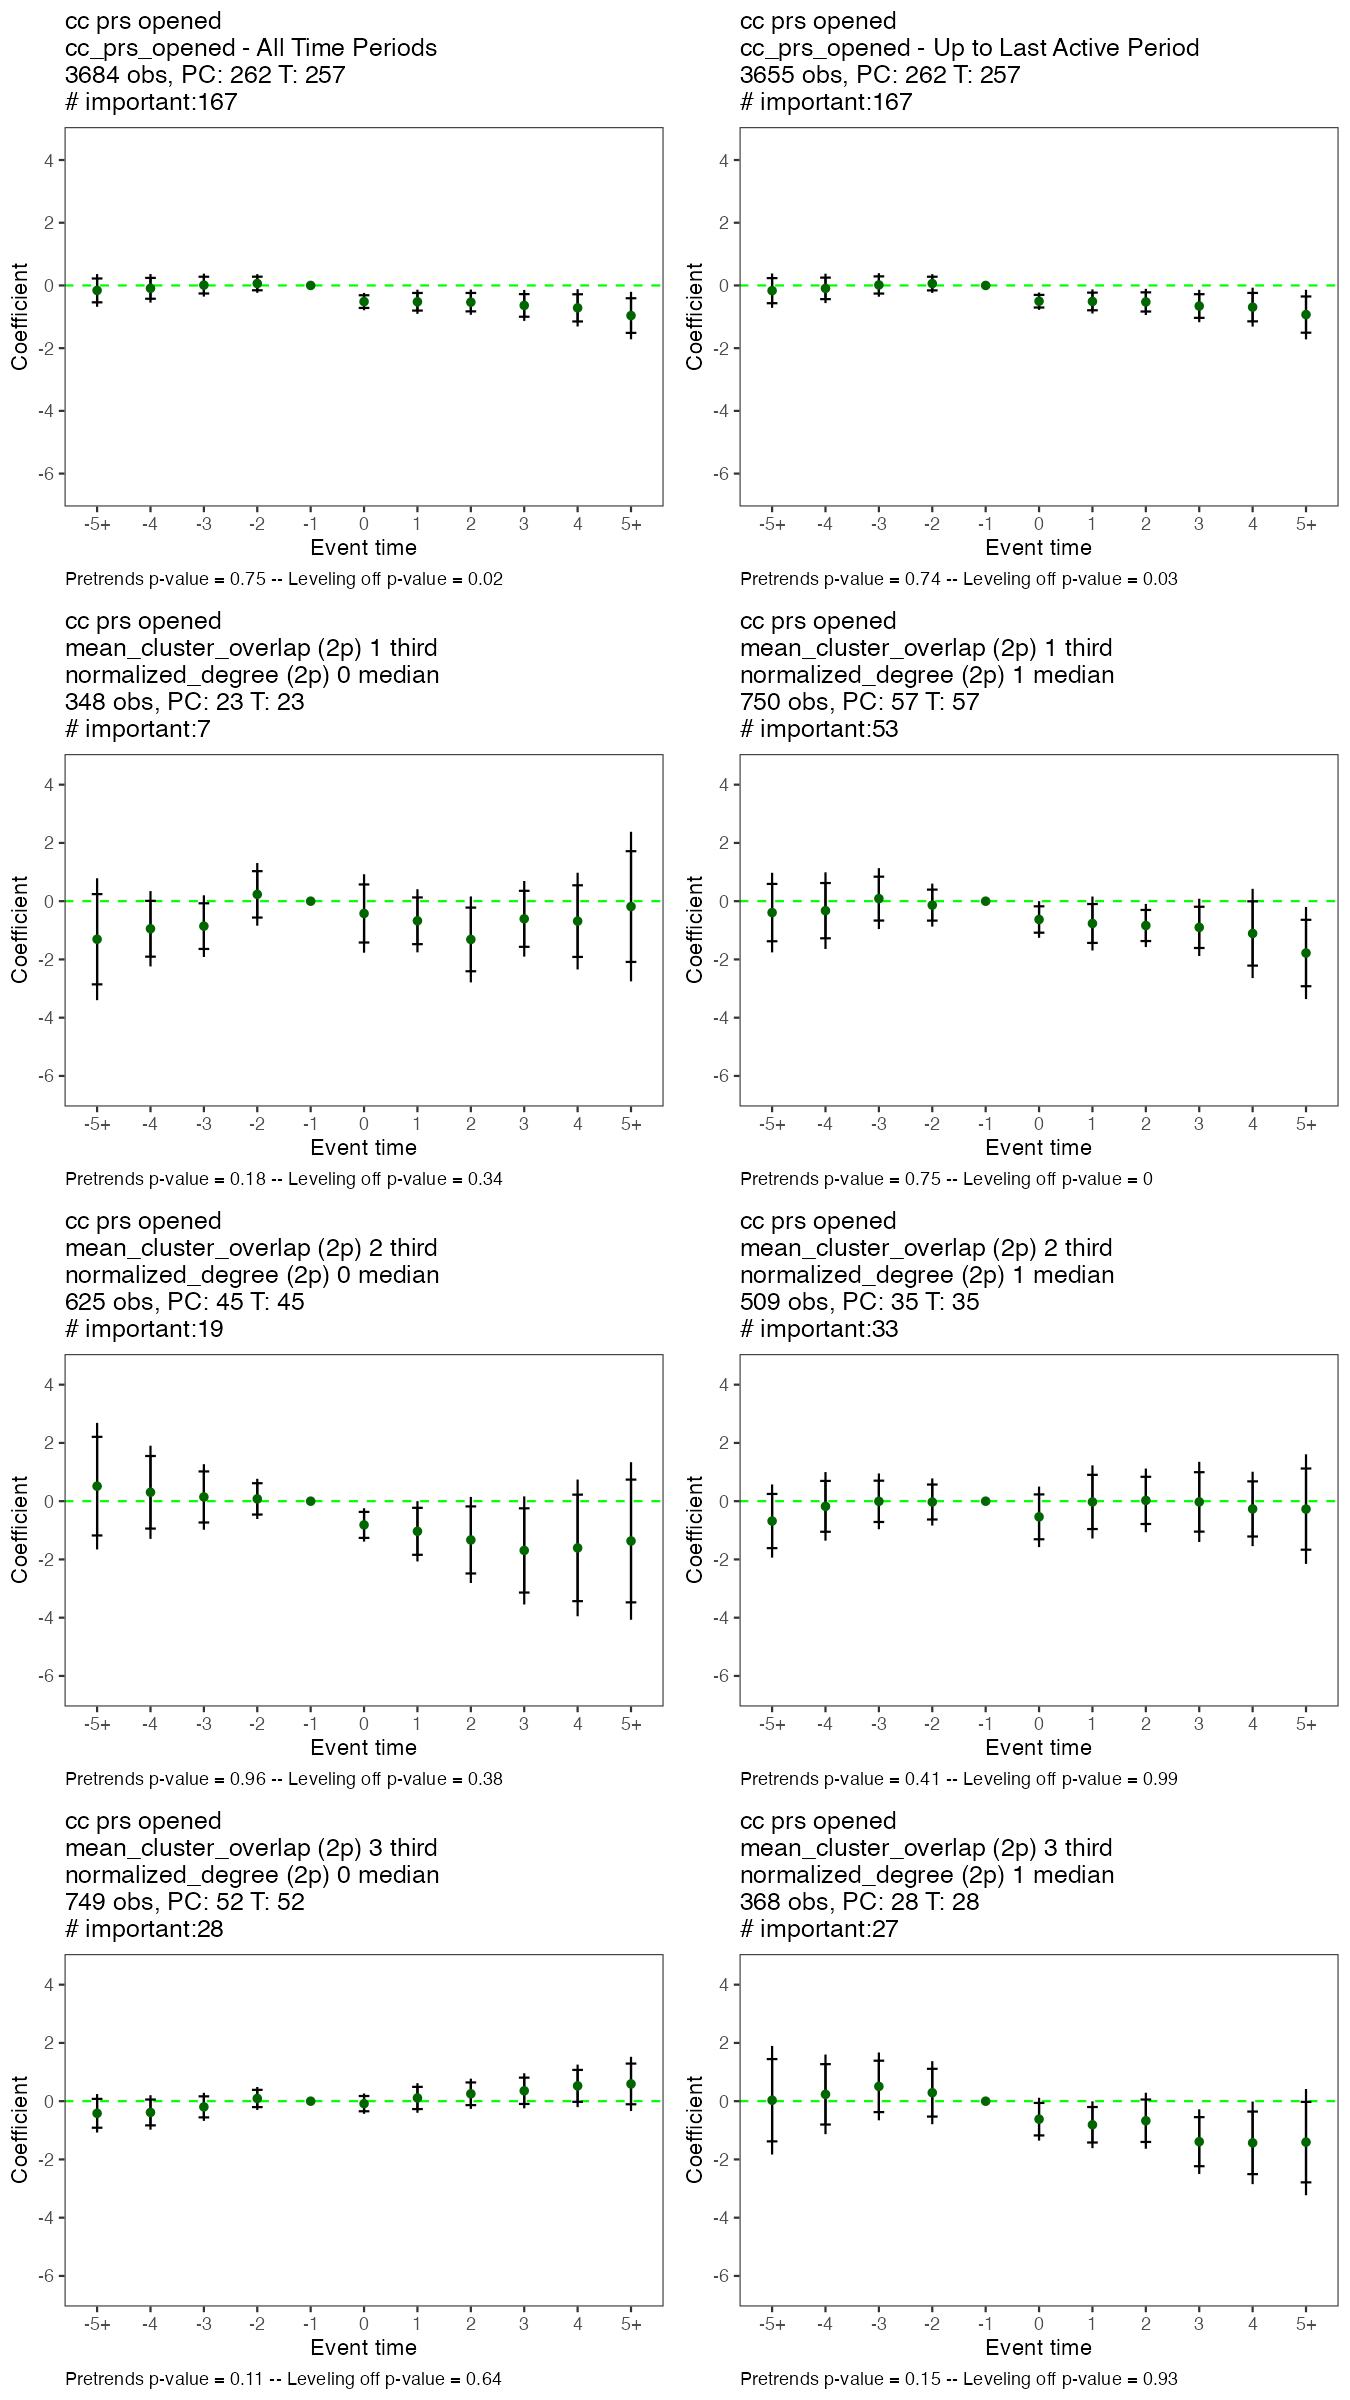 cc prs opened
cc_prs_opened - All Time Periods
3684 obs, PC: 262 T: 257
# important:167
4
2
0
-2
-4
-6
Coefficient
-5+ -4 -3 -2 -1 0 1 2 3 4 5+
Event time
Pretrends p-value = 0.75 -- Leveling off p-value = 0.02
cc prs opened
cc_prs_opened - Up to Last Active Period
3655 obs, PC: 262 T: 257
# important:167
4
2
0
-2
-4
-6
Coefficient
-5+ -4 -3 -2 -1 0 1 2 3 4 5+
Event time
Pretrends p-value = 0.74 -- Leveling off p-value = 0.03
cc prs opened
mean_cluster_overlap (2p) 1 third
normalized_degree (2p) 0 median
348 obs, PC: 23 T: 23
# important:7
4
2
0
-2
-4
-6
Coefficient
-5+ -4 -3 -2 -1 0 1 2 3 4 5+
Event time
Pretrends p-value = 0.18 -- Leveling off p-value = 0.34
cc prs opened
mean_cluster_overlap (2p) 1 third
normalized_degree (2p) 1 median
750 obs, PC: 57 T: 57
# important:53
4
2
0
-2
-4
-6
Coefficient
-5+ -4 -3 -2 -1 0 1 2 3 4 5+
Event time
Pretrends p-value = 0.75 -- Leveling off p-value = 0
cc prs opened
mean_cluster_overlap (2p) 2 third
normalized_degree (2p) 0 median
625 obs, PC: 45 T: 45
# important:19
4
2
0
-2
-4
-6
Coefficient
-5+ -4 -3 -2 -1 0 1 2 3 4 5+
Event time
Pretrends p-value = 0.96 -- Leveling off p-value = 0.38
cc prs opened
mean_cluster_overlap (2p) 2 third
normalized_degree (2p) 1 median
509 obs, PC: 35 T: 35
# important:33
4
2
0
-2
-4
-6
Coefficient
-5+ -4 -3 -2 -1 0 1 2 3 4 5+
Event time
Pretrends p-value = 0.41 -- Leveling off p-value = 0.99
cc prs opened
mean_cluster_overlap (2p) 3 third
normalized_degree (2p) 0 median
749 obs, PC: 52 T: 52
# important:28
4
2
0
-2
-4
-6
Coefficient
-5+ -4 -3 -2 -1 0 1 2 3 4 5+
Event time
Pretrends p-value = 0.11 -- Leveling off p-value = 0.64
cc prs opened
mean_cluster_overlap (2p) 3 third
normalized_degree (2p) 1 median
368 obs, PC: 28 T: 28
# important:27
4
2
0
-2
-4
-6
Coefficient
-5+ -4 -3 -2 -1 0 1 2 3 4 5+
Event time
Pretrends p-value = 0.15 -- Leveling off p-value = 0.93